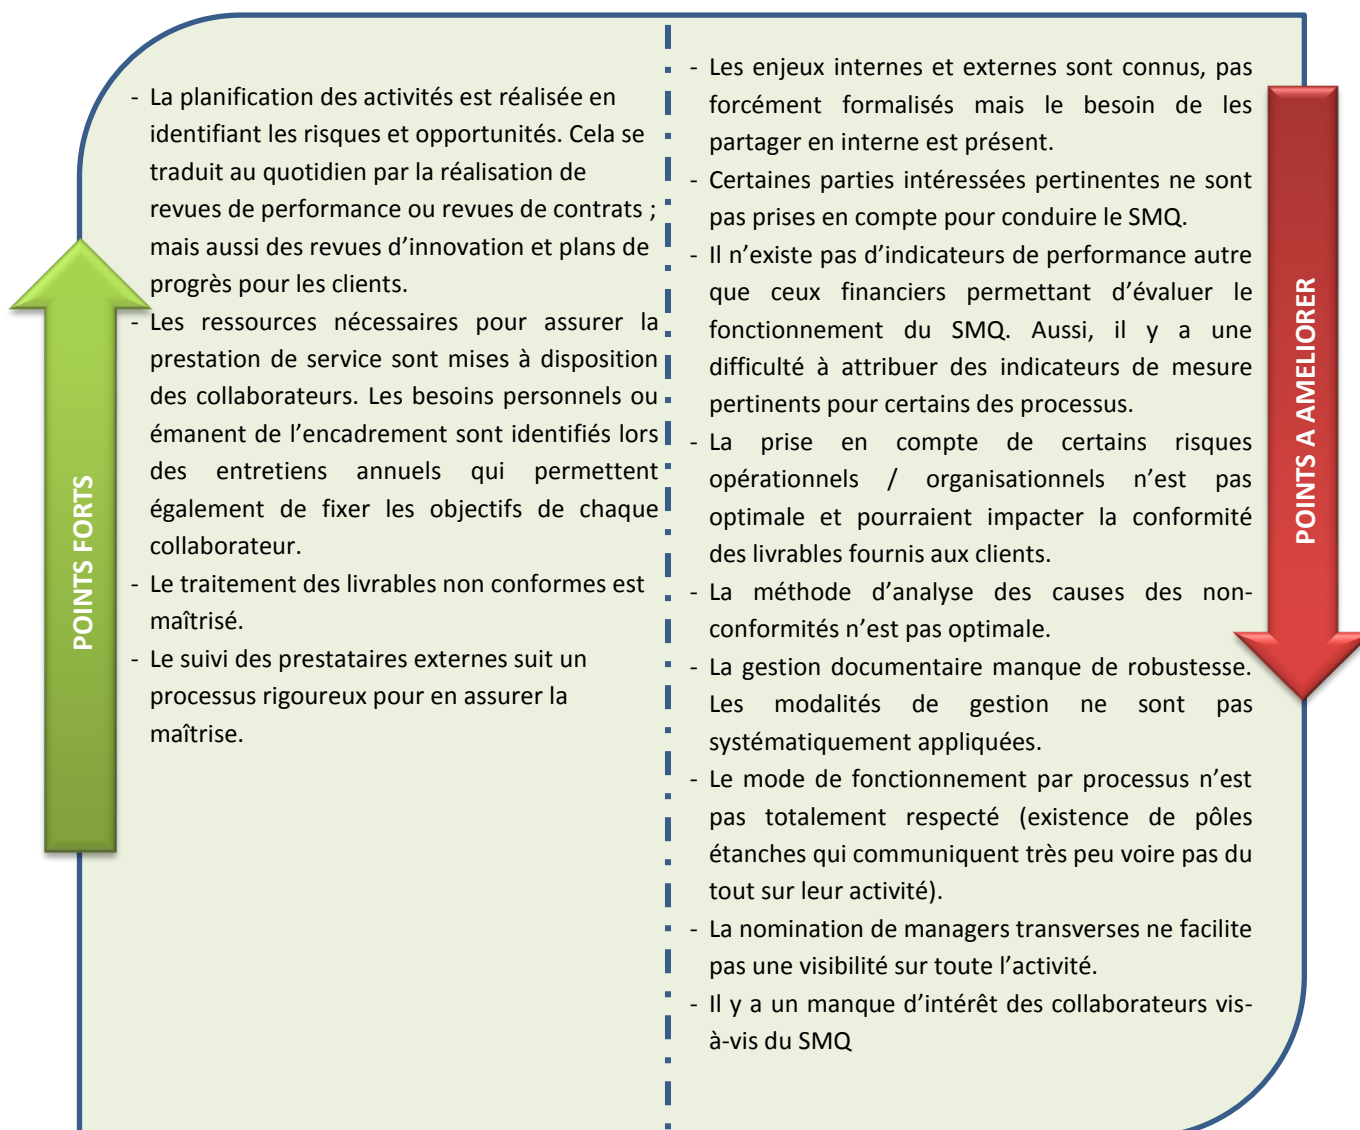 POINTS FORTS
- La planification des activités est réalisée en
identifiant les risques et opportunités. Cela se
traduit au quotidien par la réalisation de
revues de performance ou revues de contrats ;
mais aussi des revues d’innovation et plans de
progrès pour les clients.
- Les ressources nécessaires pour assurer la
prestation de service sont mises à disposition
des collaborateurs. Les besoins personnels ou
émanent de l’encadrement sont identifiés lors
des entretiens annuels qui permettent
également de fixer les objectifs de chaque
collaborateur.
- Le traitement des livrables non conformes est
maîtrisé.
- Le suivi des prestataires externes suit un
processus rigoureux pour en assurer la
maîtrise.
- Les enjeux internes et externes sont connus, pas
forcément formalisés mais le besoin de les
partager en interne est présent.
- Certaines parties intéressées pertinentes ne sont
pas prises en compte pour conduire le SMQ.
- Il n’existe pas d’indicateurs de performance autre
que ceux financiers permettant d’évaluer le
fonctionnement du SMQ. Aussi, il y a une
difficulté à attribuer des indicateurs de mesure
pertinents pour certains des processus.
- La prise en compte de certains risques
opérationnels / organisationnels n’est pas
optimale et pourraient impacter la conformité
des livrables fournis aux clients.
- La méthode d’analyse des causes des non-
conformités n’est pas optimale.
- La gestion documentaire manque de robustesse.
Les modalités de gestion ne sont pas
systématiquement appliquées.
- Le mode de fonctionnement par processus n’est
pas totalement respecté (existence de pôles
étanches qui communiquent très peu voire pas du
tout sur leur activité).
- La nomination de managers transverses ne facilite
pas une visibilité sur toute l’activité.
- Il y a un manque d’intérêt des collaborateurs vis-
à-vis du SMQ
POINTS A AMELIORER